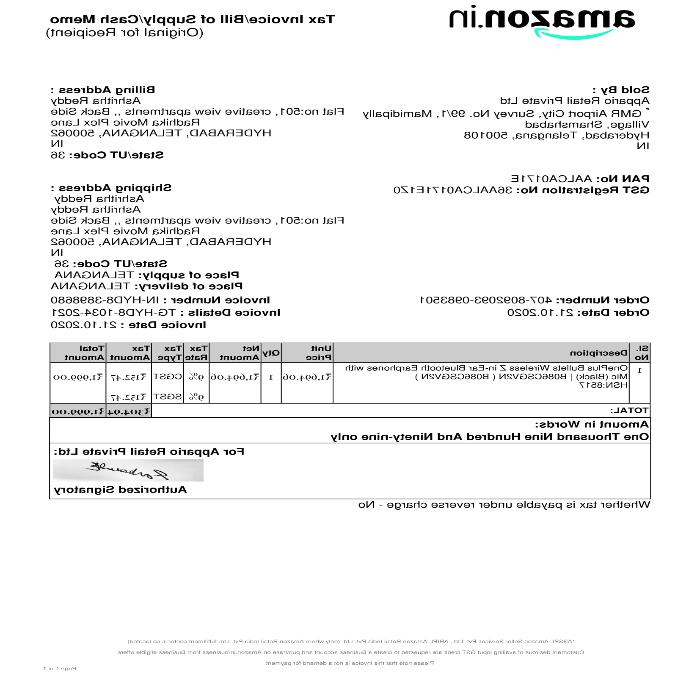 amazon.in
Tax Invoice/Bill of Supply/Cash Memo
(Original for Recipient)
Sold By :
Appario Retail Private Ltd
* GMR Airport City, Survey No. 99/1, Mamidipally
Village, Shamshabad
Hyderabad, Telangana, 500108
IN
PAN No: AALCA0171E
GST Registration No: 36AALCA0171E1Z0
Billing Address :
Ashritha
Reddy
Flat no:501, creative view apartments ,, Back Side
Radhika Movie Plex Lane
HYDERABAD, TELANGANA, 500062
IN
State/UT Code: 36
Shipping Address :
Ashritha Reddy
Ashritha
Reddy
Flat no:501, creative view apartments ,, Back Side
Radhika Movie Plex Lane
HYDERABAD, TELANGANA, 500062
IN
State/UT Code: 36
Place of supply: TELANGANA
Place of delivery: TELANGANA
Order Number: 407-8092093-0983501
Order Date: 21.10.2020
Invoice Number : IN-HYD8-3898680
Invoice Details : TG-HYD8-1034-2021
Invoice Date : 21.10.2020
Sl. No Description Unit Price Qty Net Amount Tax Rate Tax Type Tax Amount Total Amount
1 OnePlus Bullets Wireless Z in-Ear Bluetooth Earphones with ₹1,694.06 1 ₹1,694.06 9% CGST ₹152.47 ₹1,999.00
Mic (Black) | B086CSGV2N ( B086CSGV2N )
HSN:8517
9% SGST ₹152.47
TOTAL: ₹304.94 ₹1,999.00
Amount in Words:
One Thousand Nine Hundred And Ninety-nine only
For Appario Retail Private Ltd:
Authorized Signatory
Whether tax is payable under reverse charge - No
Please note that this invoice is not a demand for payment